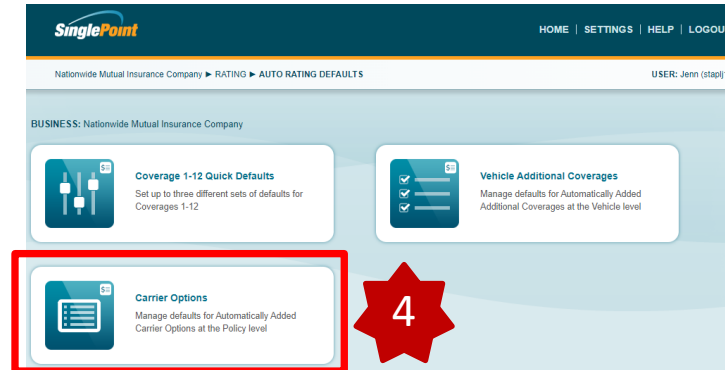 SinglePoint
HOME | SETTINGS | HELP | LOGOU
Nationwide Mutual Insurance Company ► RATING ► AUTO RATING DEFAULTS
USER: Jenn (staplj
BUSINESS: Nationwide Mutual Insurance Company
Coverage 1-12 Quick Defaults
Set up to three different sets of defaults for
Coverages 1-12
Vehicle Additional Coverages
Manage defaults for Automatically Added
Additional Coverages at the Vehicle level
Carrier Options
Manage defaults for Automatically Added
Carrier Options at the Policy level
4